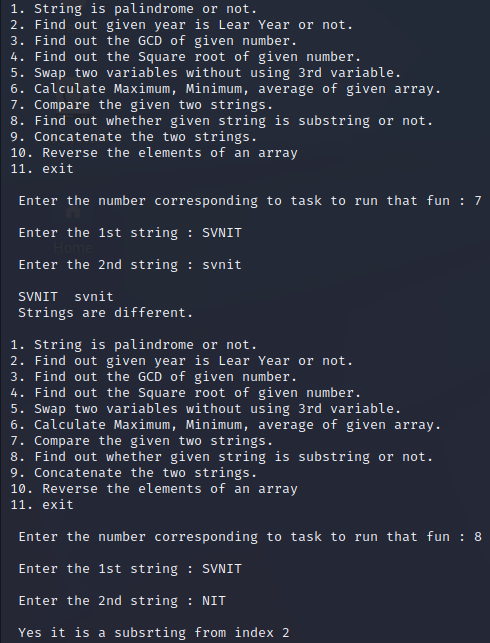 1. String is palindrome or not.
2. Find out given year is Lear Year or not.
3. Find out the GCD of given number.
4. Find out the Square root of given number.
5. Swap two variables without using 3rd variable.
6. Calculate Maximum, Minimum, average of given array.
7. Compare the given two strings.
8. Find out whether given string is substring or not.
9. Concatenate the two strings.
10. Reverse the elements of an array
11. exit
Enter the number corresponding to task to run that fun : 7
Enter the 1st string : SVNIT
Home
Enter the 2nd string : svnit
SVNIT  svnit
Strings are different.
1. String is palindrome or not.
2. Find out given year is Lear Year or not.
3. Find out the GCD of given number.
4. Find out the Square root of given number.
5. Swap two variables without using 3rd variable.
6. Calculate Maximum, Minimum, average of given array.
7. Compare the given two strings.
8. Find out whether given string is substring or not.
9. Concatenate the two strings.
10. Reverse the elements of an array
11. exit
Enter the number corresponding to task to run that fun : 8
Enter the 1st string : SVNIT
Enter the 2nd string : NIT
Yes it is a subsrting from index 2